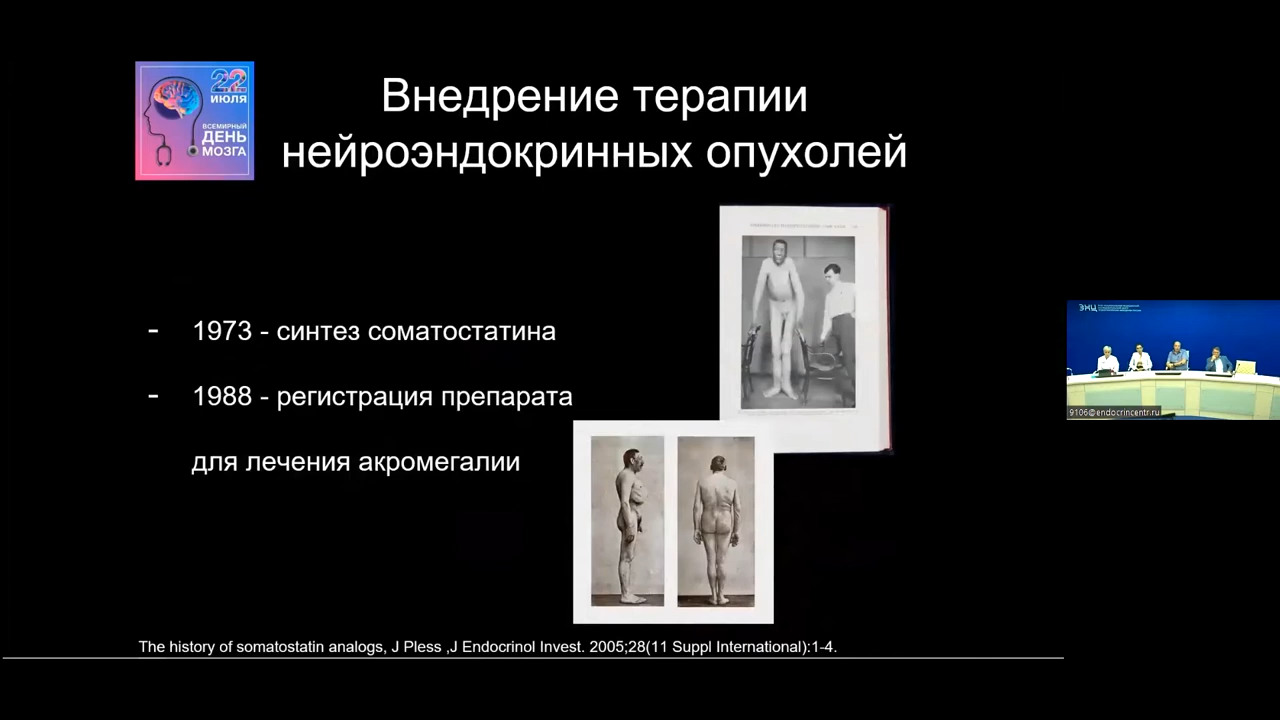 22
ИЮЛЯ
ВСЕМИРНЫЙ
ДЕНЬ
МОЗГА
Внедрение терапии
нейроэндокринных опухолей
- 1973 - синтез соматостатина
- 1988 - регистрация препарата
для лечения акромегалии
9106@endocrincentr.ru
The history of somatostatin analogs, J Pless ,J Endocrinol Invest. 2005;28(11 Suppl International):1-4.